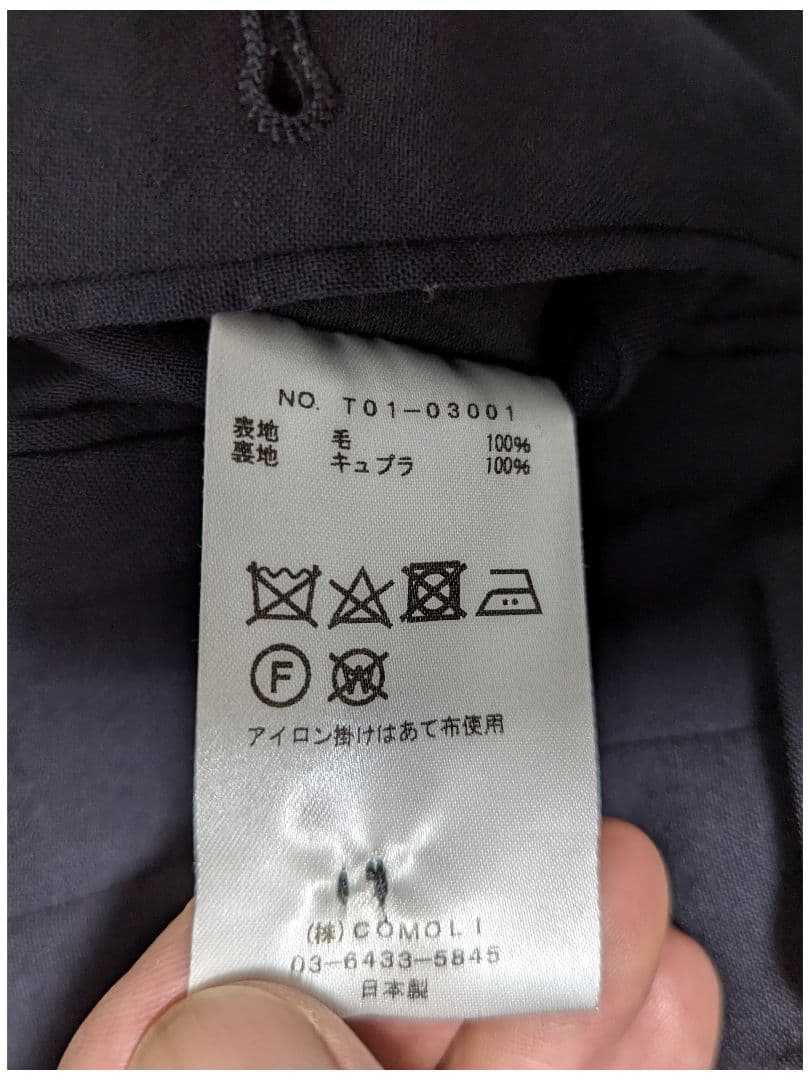 NO. T01-03001
表地 毛 100%
裏地 キュプラ 100%
F W
アイロン掛けはあて布使用
(株)COMOLI
03-6433-5845
日本製